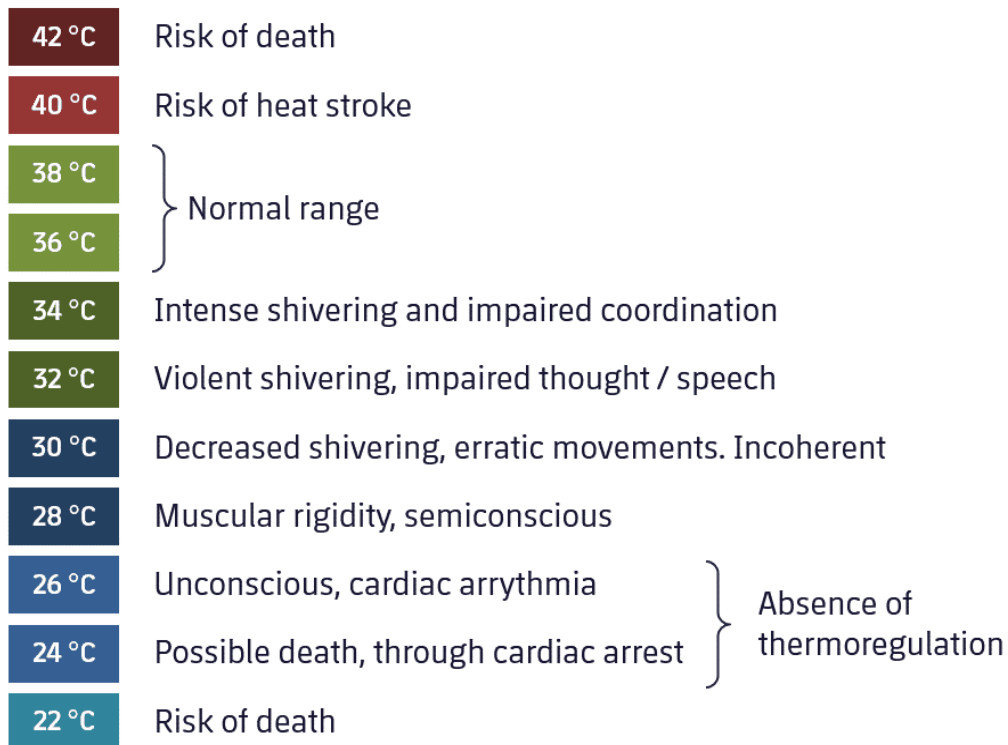 42 °C Risk of death
40 °C Risk of heat stroke
38 °C
Normal range
36 °C
34 °C Intense shivering and impaired coordination
32 °C Violent shivering, impaired thought / speech
30 °C Decreased shivering, erratic movements. Incoherent
28 °C Muscular rigidity, semiconscious
26 °C Unconscious, cardiac arrythmia
Absence of
thermoregulation
24 °C Possible death, through cardiac arrest
22 °C Risk of death